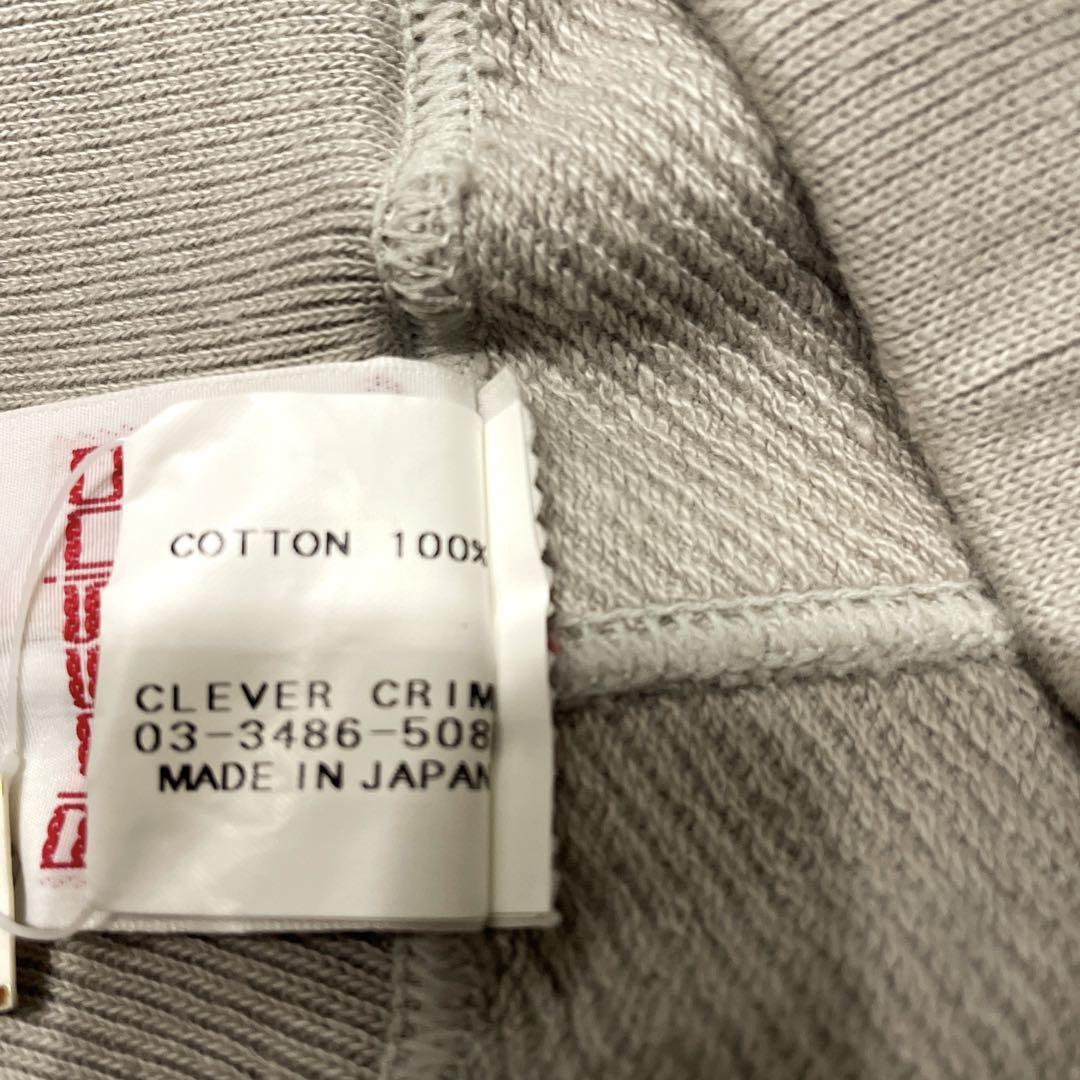 COTTON 100%
CLEVER CRIM
03-3486-508
MADE IN JAPAN